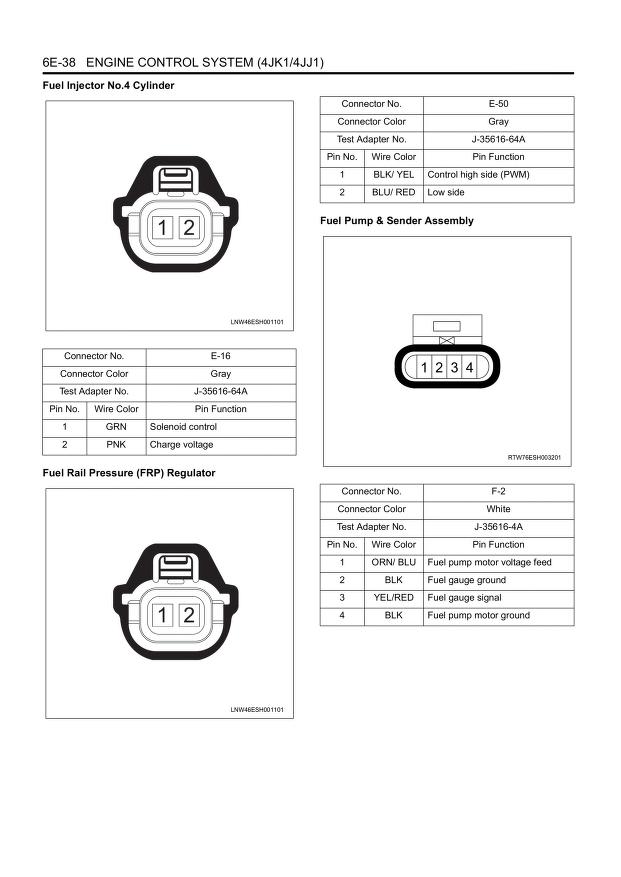 6E-38 ENGINE CONTROL SYSTEM (4JK1/4JJ1)
Fuel Injector No.4 Cylinder
1 2
LNW46ESH001101
Connector No. E-16
Connector Color Gray
Test Adapter No. J-35616-64A
Pin No. Wire Color Pin Function
1 GRN Solenoid control
2 PNK Charge voltage
Fuel Rail Pressure (FRP) Regulator
1 2
LNW46ESH001101
Connector No. E-50
Connector Color Gray
Test Adapter No. J-35616-64A
Pin No. Wire Color Pin Function
1 BLK/ YEL Control high side (PWM)
2 BLU/ RED Low side
Fuel Pump & Sender Assembly
1 2 3 4
RTW76ESH003201
Connector No. F-2
Connector Color White
Test Adapter No. J-35616-4A
Pin No. Wire Color Pin Function
1 ORN/ BLU Fuel pump motor voltage feed
2 BLK Fuel gauge ground
3 YEL/RED Fuel gauge signal
4 BLK Fuel pump motor ground